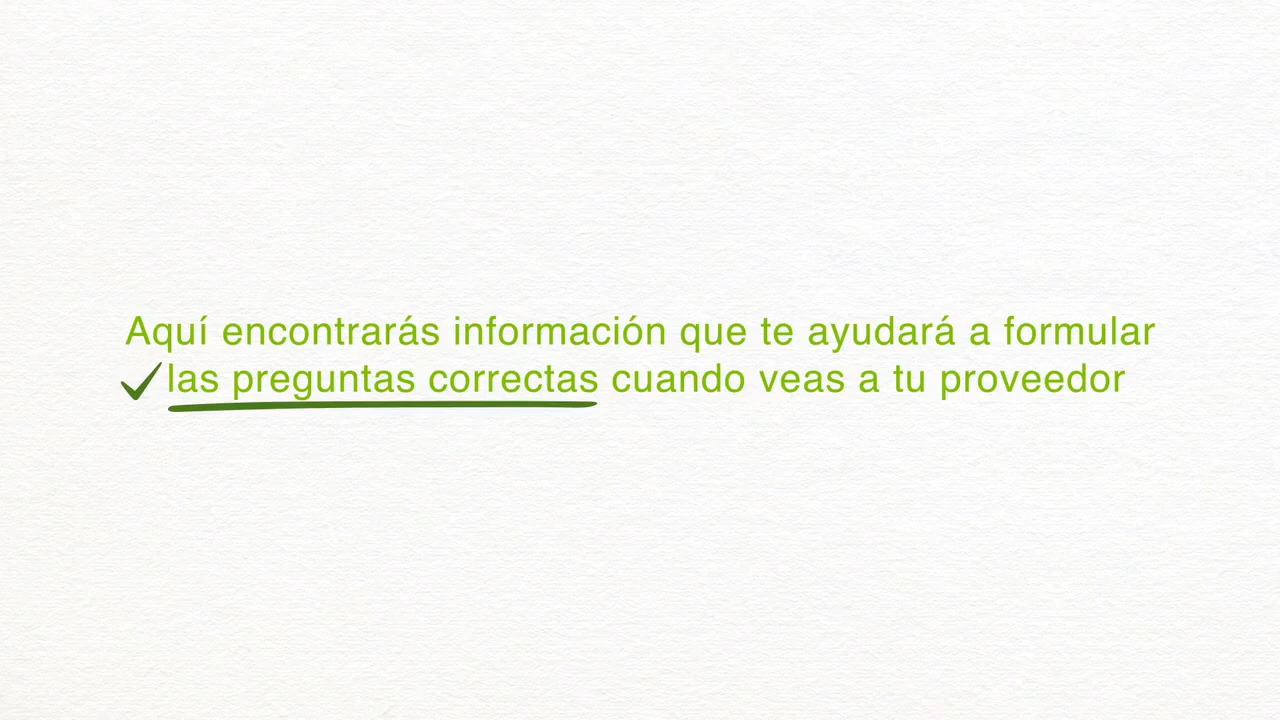 Aquí encontrarás información que te ayudará a formular
las preguntas correctas cuando veas a tu proveedor